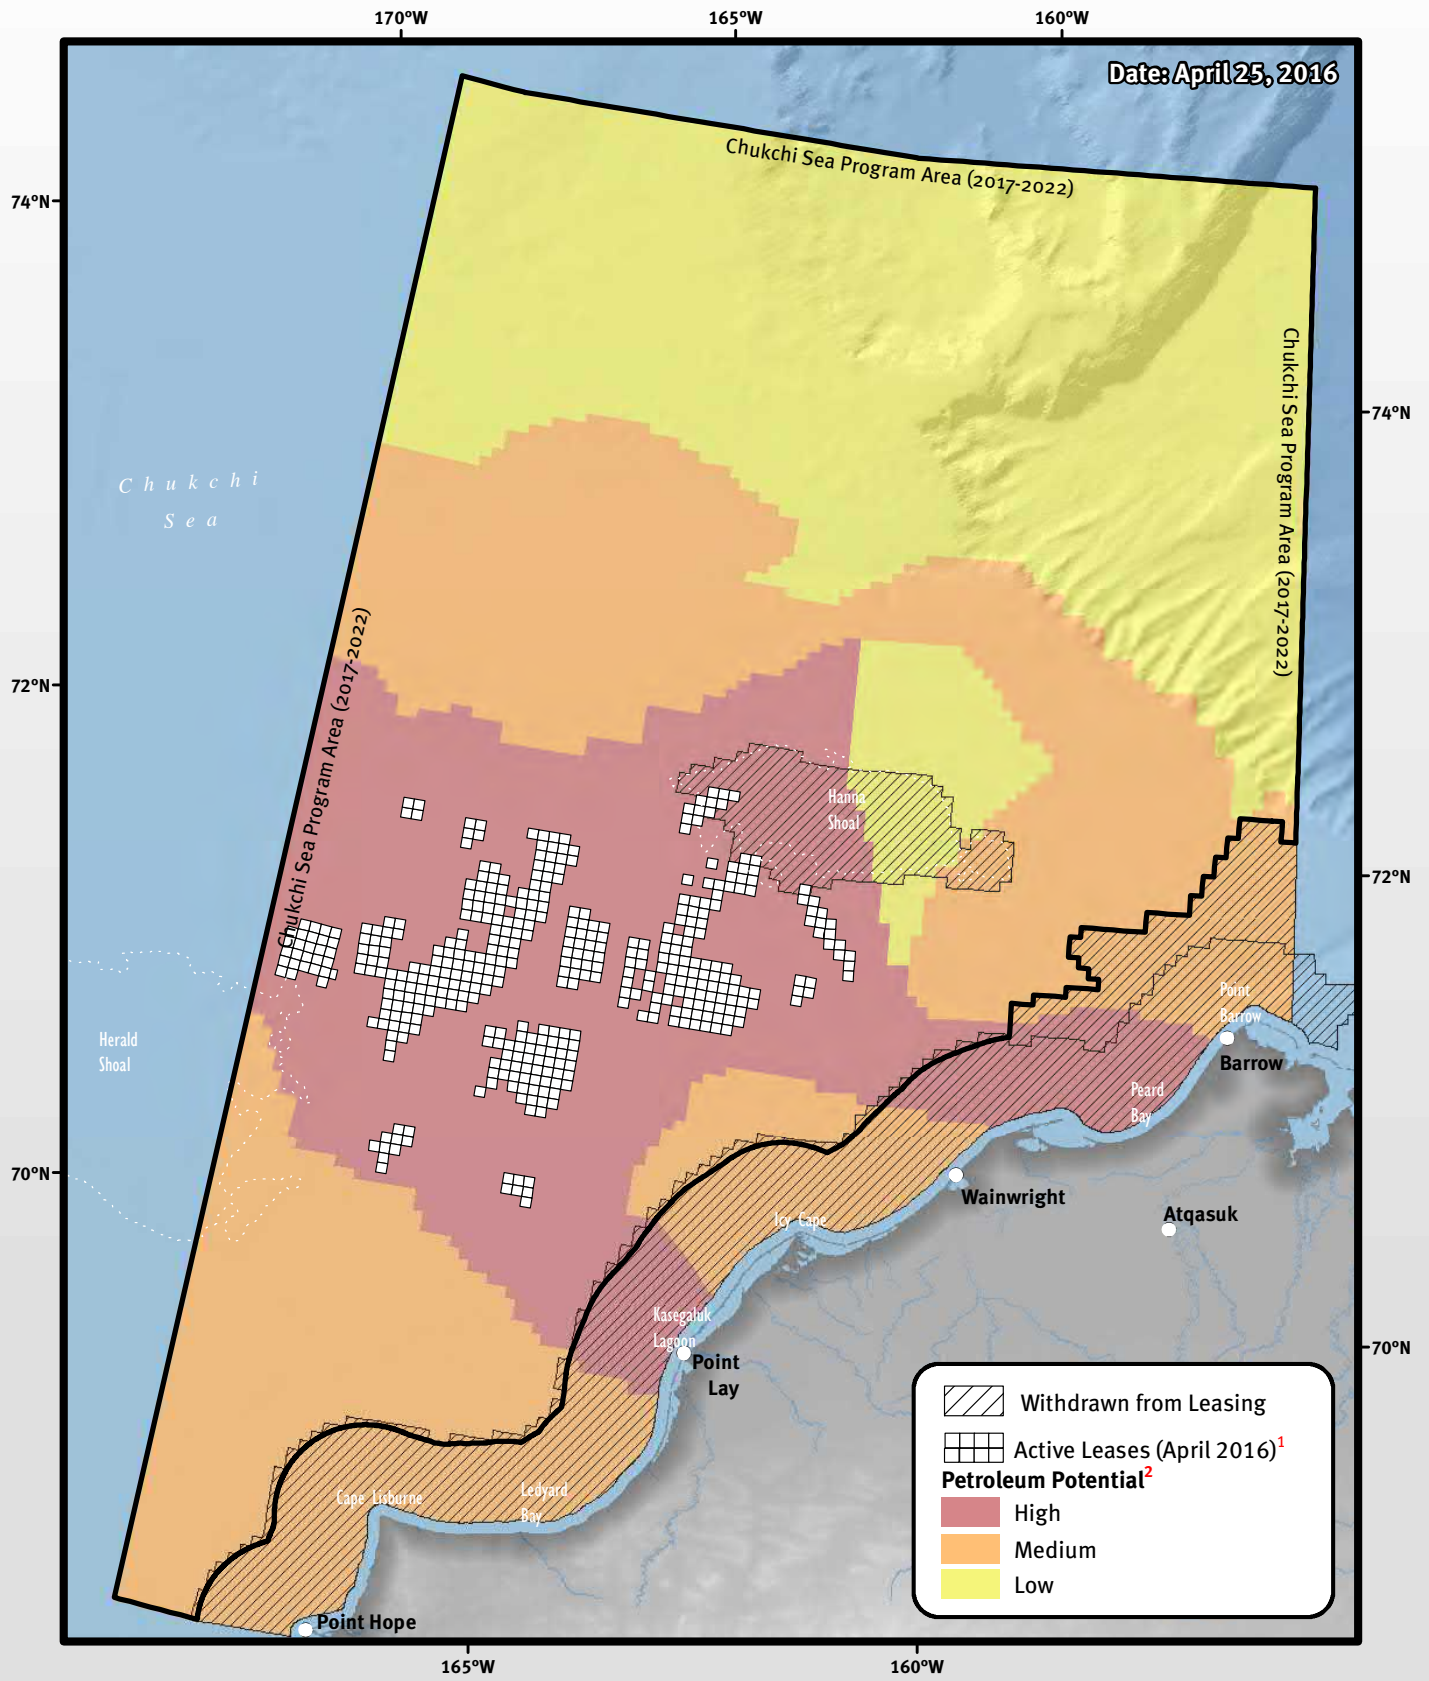 170°W
165°W
160°W
Date: April 25, 2016
Chukchi Sea Program Area (2017-2022)
74°N
74°N
Chukchi Sea Program Area (2017-2022)
Chukchi
Sea
Chukchi Sea Program Area (2017-2022)
72°N
72°N
Hanna
Shoal
Herald
Shoal
Point
Barrow
Barrow
Peard
Bay
70°N
Wainwright
Atqasuk
Icy Cape
Kasegaluk
Lagoon
Point
Lay
70°N
Cape Lisburne
Ledyard
Bay
Point Hope
Withdrawn from Leasing
Active Leases (April 2016)1
Petroleum Potential2
High
Medium
Low
165°W
160°W